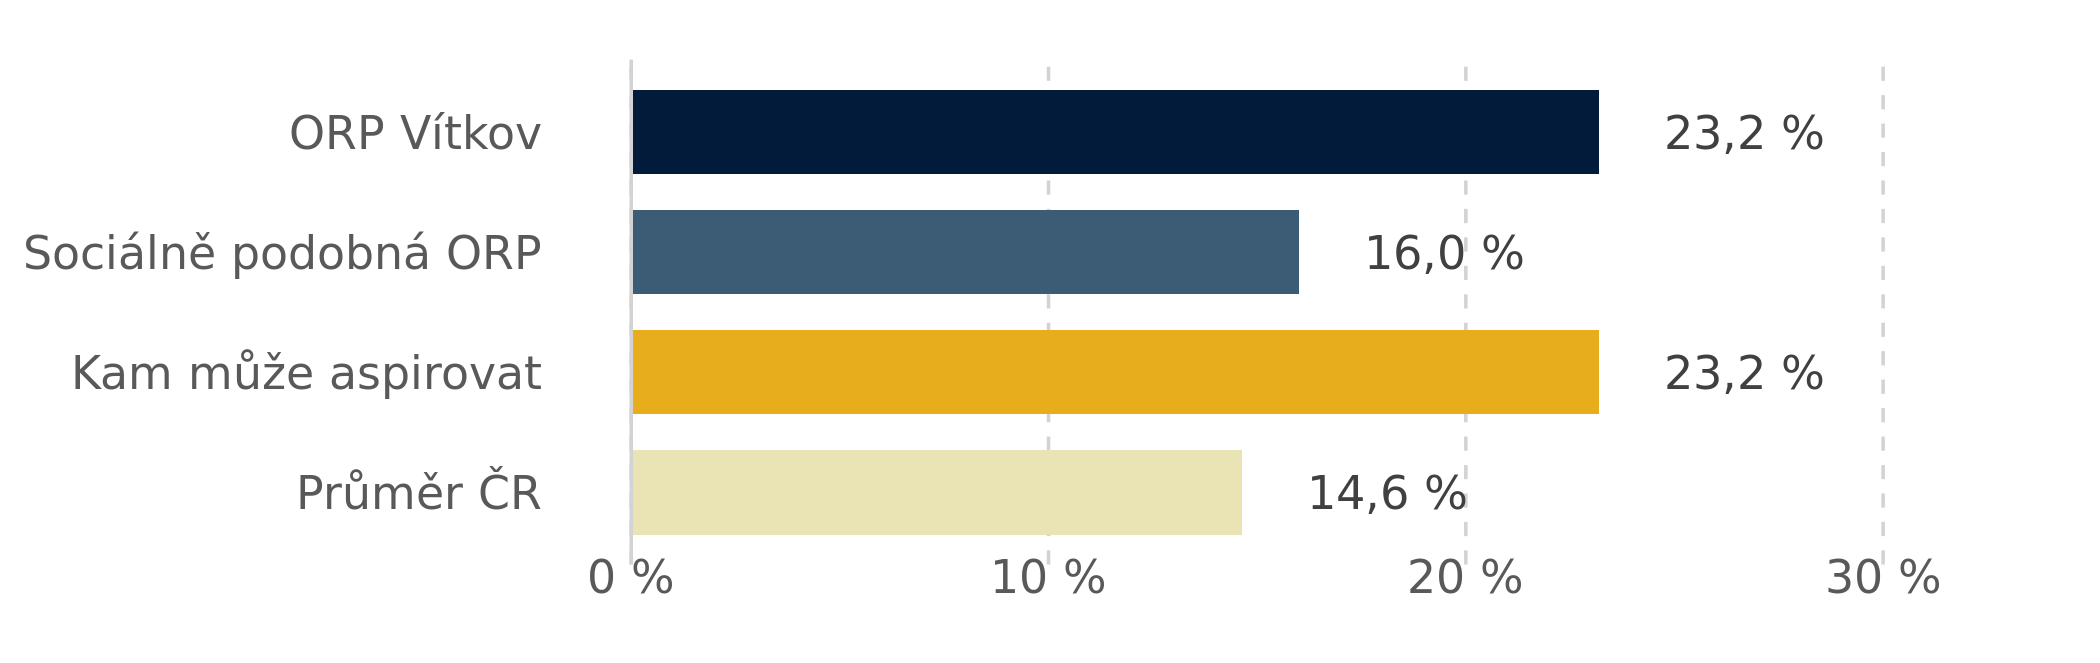 ORP Vítkov 23,2 %
Sociálně podobná ORP 16,0 %
Kam může aspirovat 23,2 %
Průměr ČR 14,6 %
0 % 10 % 20 % 30 %